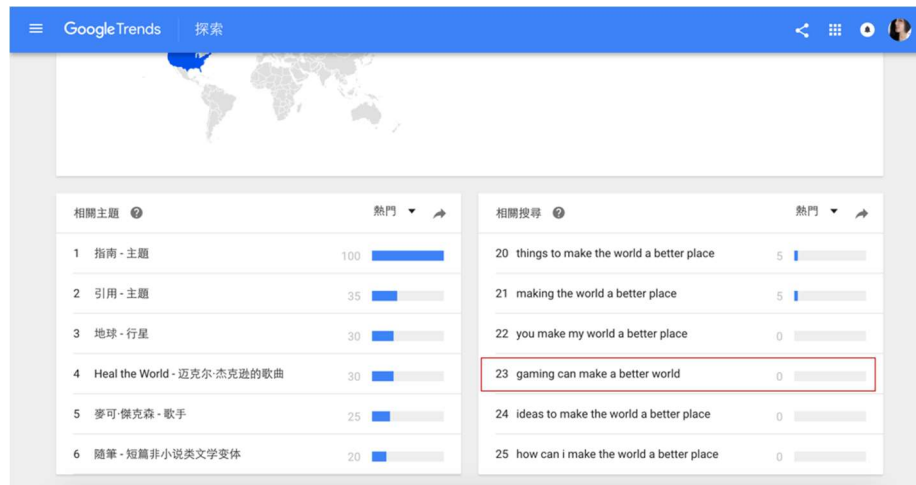 Google Trends 探索
相關主題 熱門
1 指南 - 主題 100
2 引用 - 主題 35
3 地球 - 行星 30
4 Heal the World - 迈克尔·杰克逊的歌曲 30
5 麥可·傑克森 - 歌手 25
6 隨筆 - 短篇非小说类文学变体 20
相關搜尋 熱門
20 things to make the world a better place 5
21 making the world a better place 5
22 you make my world a better place 0
23 gaming can make a better world 0
24 ideas to make the world a better place 0
25 how can i make the world a better place 0